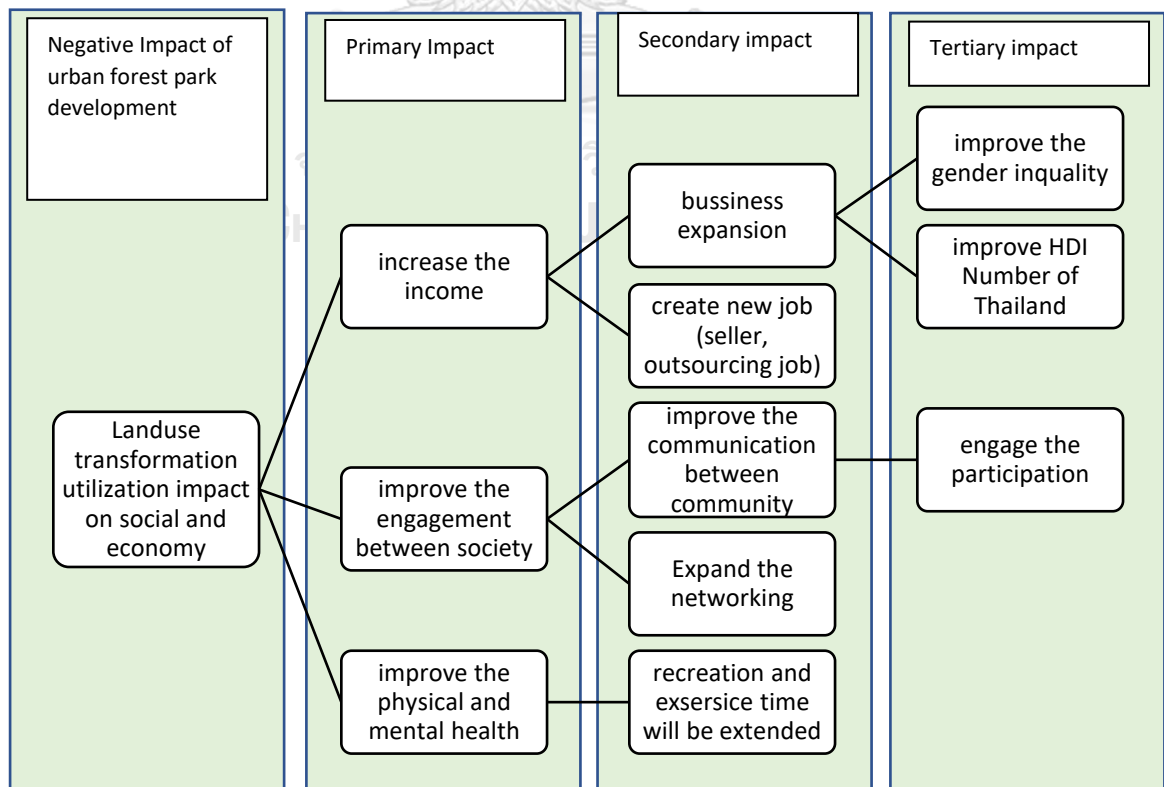 Negative Impact of
urban forest park
development
Primary Impact
Secondary impact
Tertiary impact
Landuse
transformation
utilization impact
on social and
economy
increase the
income
improve the
engagement
between society
improve the
physical and
mental health
bussiness
expansion
create new job
(seller,
outsourcing job)
improve the
communication
between
community
Expand the
networking
recreation and
exsersice time
will be extended
improve the
gender inquality
improve HDI
Number of
Thailand
engage the
participation